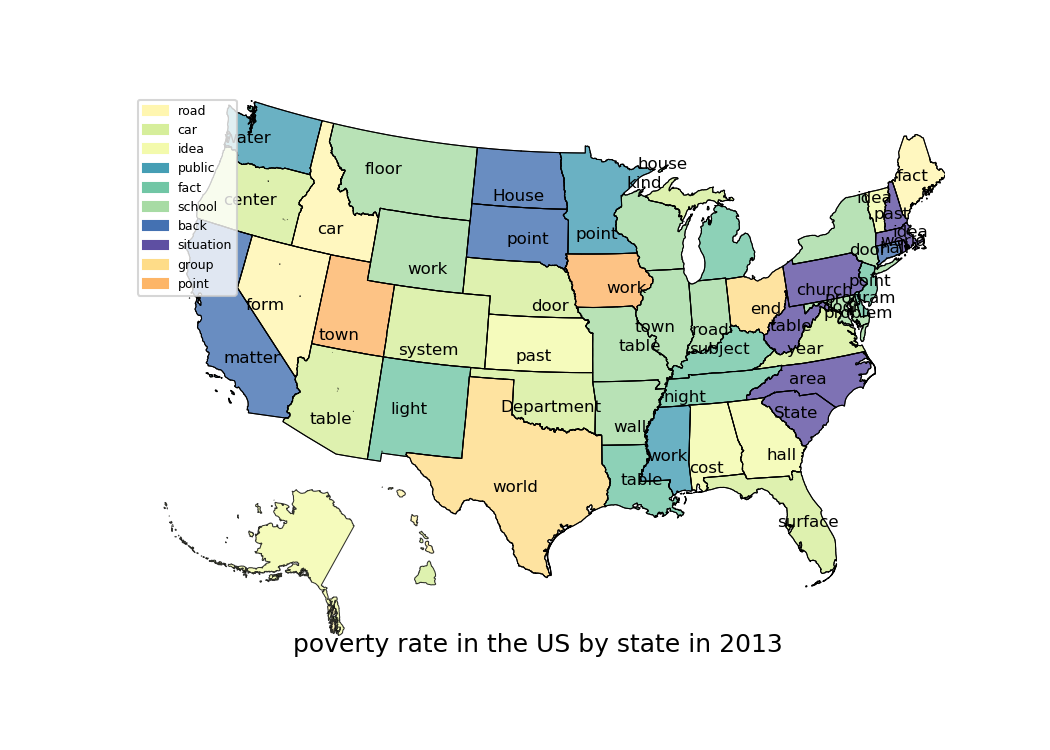 road
car
idea
public
fact
school
back
situation
group
point
water
floor
house
kind
fact
center
House
idea
past
car
point
point
idea
world
door
work
work
point
church
program
form
door
end
problem
town
town
road
table
matter
system
past
table
subject
year
area
table
light
Department
night
State
wall
work
hall
cost
table
world
surface
poverty rate in the US by state in 2013